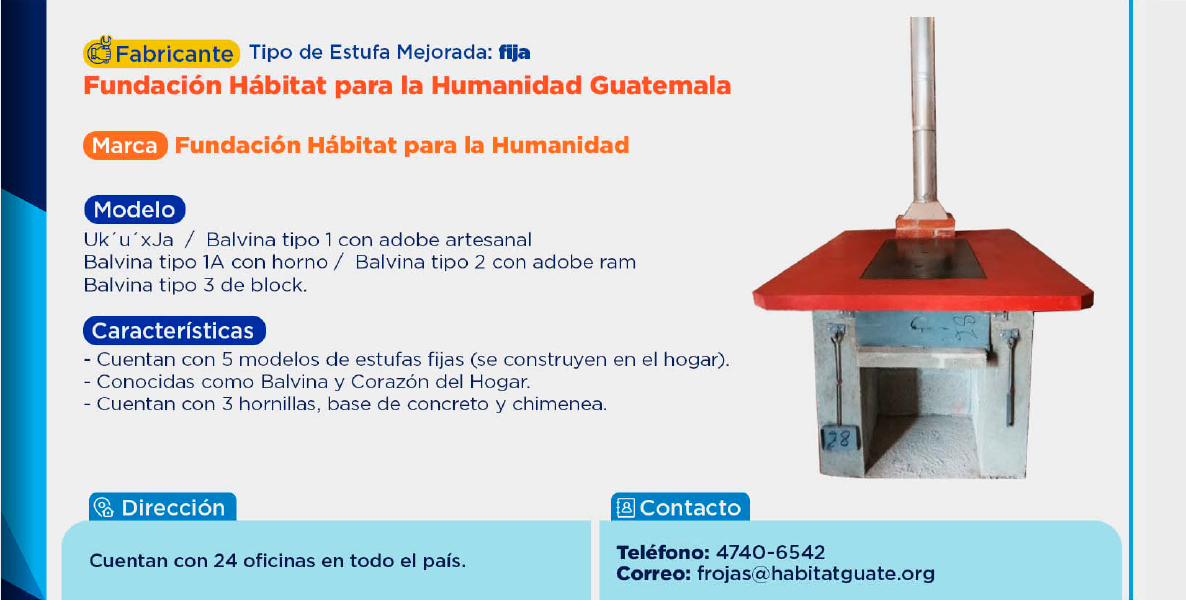 Fabricante Tipo de Estufa Mejorada: fija
Fundación Hábitat para la Humanidad Guatemala
Marca Fundación Hábitat para la Humanidad
Modelo
Uk´u´xJa / Balvina tipo 1 con adobe artesanal
Balvina tipo 1A con horno / Balvina tipo 2 con adobe ram
Balvina tipo 3 de block.
Características
- Cuentan con 5 modelos de estufas fijas (se construyen en el hogar).
- Conocidas como Balvina y Corazón del Hogar.
- Cuentan con 3 hornillas, base de concreto y chimenea.
28
Dirección
Cuentan con 24 oficinas en todo el país.
Contacto
Teléfono: 4740-6542
Correo: frojas@habitatguate.org